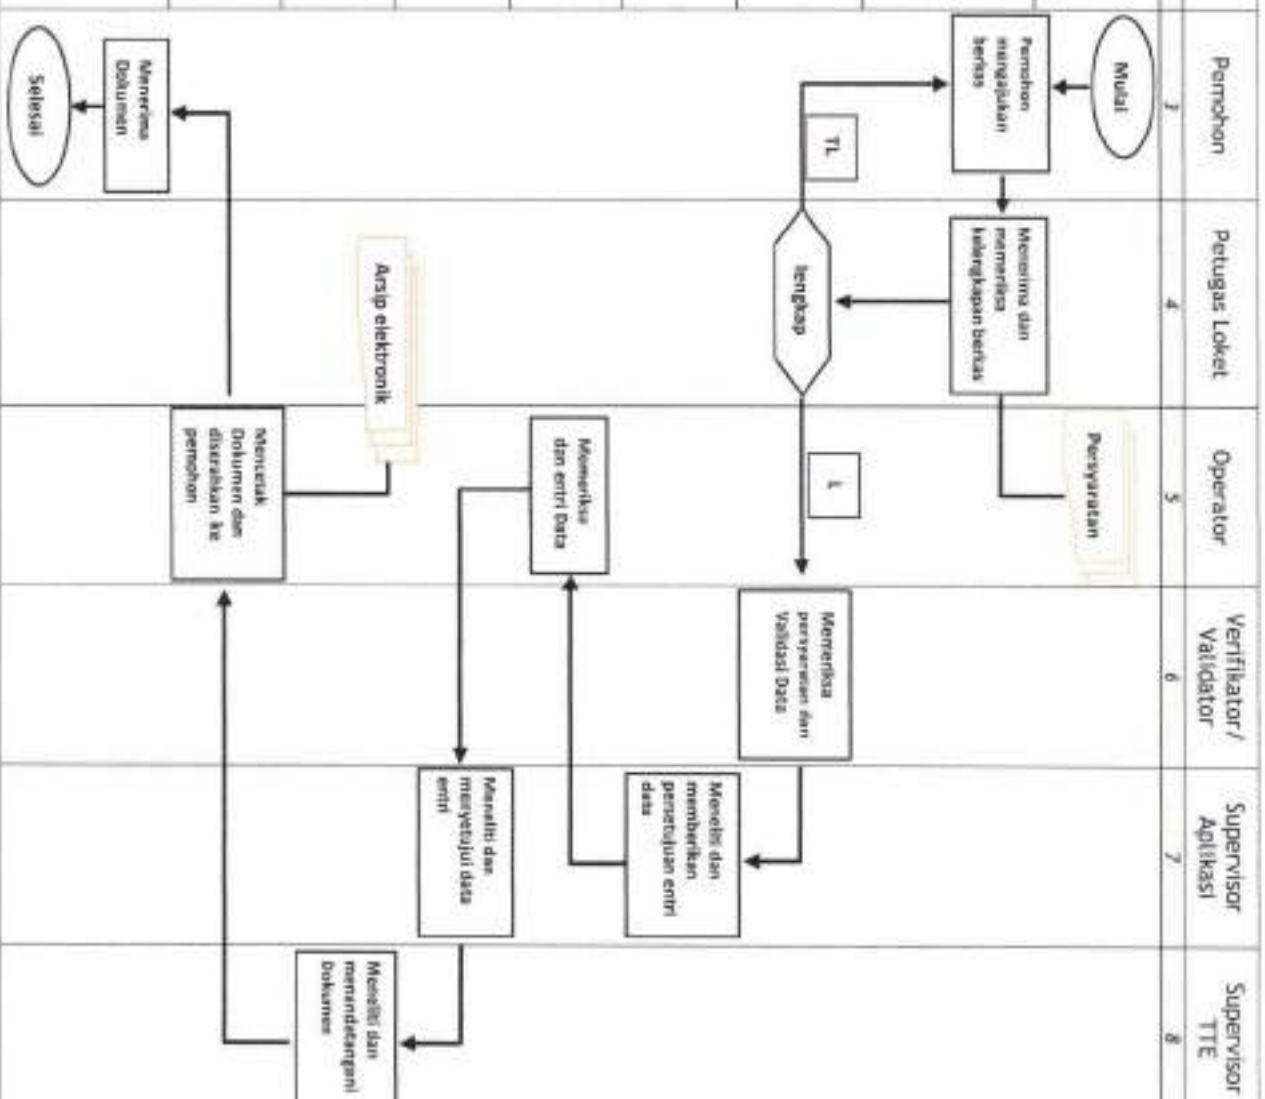 Pemohon
Petugas Loket
Operator
Verifikator/
Validator
Supervisor
Aplikasi
Supervisor
TTE
1
4
5
6
7
8
Mulai
Pemohon
mengajukan
berkas
Menerima dan
memeriksa
kelengkapan berkas
Persyaratan
TL
lengkap
L
Memeriksa
persyaratan dan
Validasi Data
Meneliti dan
memberikan
persetujuan entri
data
Memeriksa
dan entri Data
Meneliti dan
menyetujui data
entri
Meneliti dan
menandatangani
Dokumen
Arsip elektronik
Mencetak
Dokumen dan
diserahkan ke
pemohon
Menerima
Dokumen
Selesai